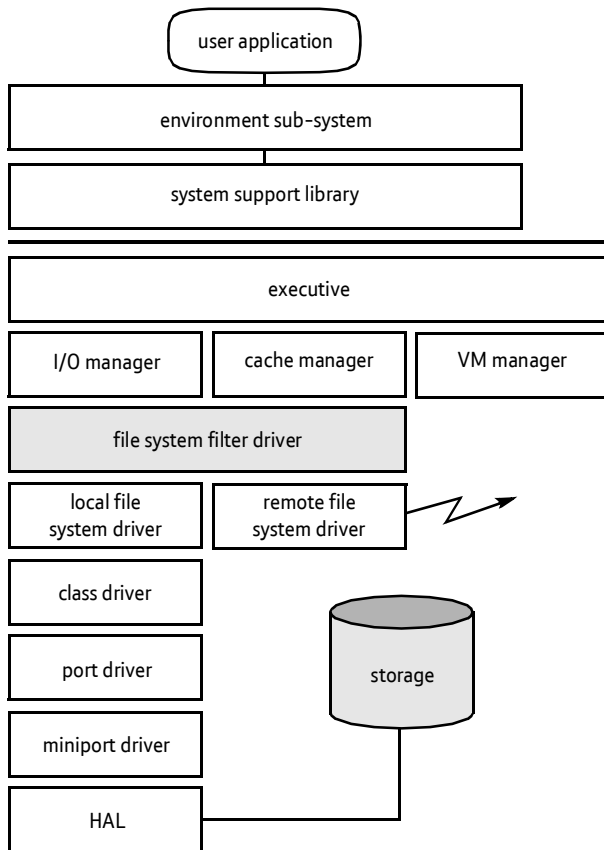 user application
environment sub-system
system support library
executive
I/O manager
cache manager
VM manager
file system filter driver
local file
system driver
remote file
system driver
class driver
port driver
storage
miniport driver
HAL